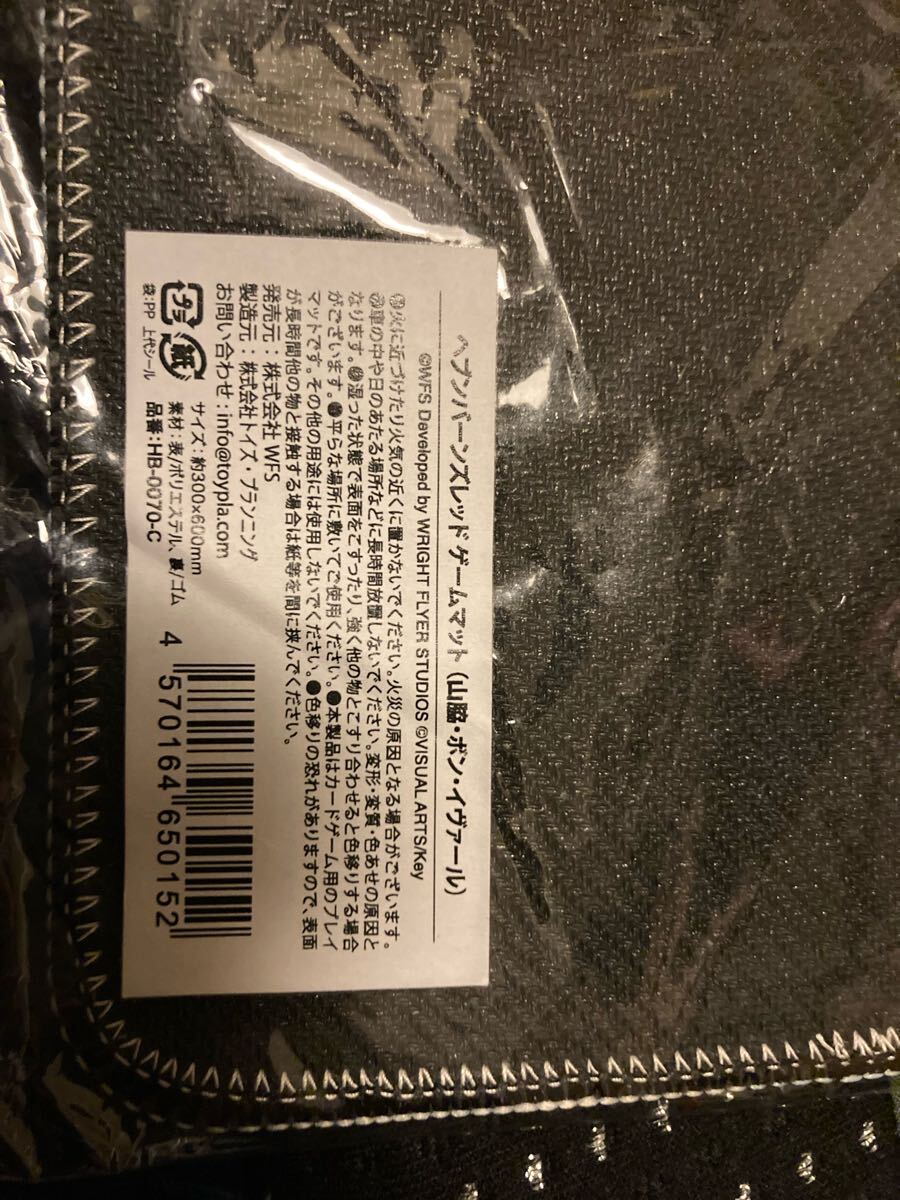 ヘブンバーンズレッド ゲームマット (山脇・ボン・イヴァール)
©WFS Developed by WRIGHT FLYER STUDIOS ©VISUAL ARTS/Key
●火に近づけたり火気の近くに置かないでください。火災の原因となる場合がございます。
●車の中や日のあたる場所などに長時間放置しないでください。変形・変質・色あせの原因と
なります。●湿った状態で表面をこすったり、強く他の物とこすり合わせると色移りする場合
がございます。●平らな場所に敷いてご使用ください。●本製品はカードゲーム用のプレイ
マットです。その他の用途には使用しないでください。●色移りの恐れがありますので、表面
が長時間他の物と接触する場合は紙等を間に挟んでください。
発売元：株式会社 WFS
製造元：株式会社トイズ・プランニング
お問い合わせ：info@toypla.com
プラ 紙
袋：PP 上代シール
サイズ：約300×600mm
素材：表/ポリエステル、裏/ゴム
品番：HB-0070-C
4 570164 650152